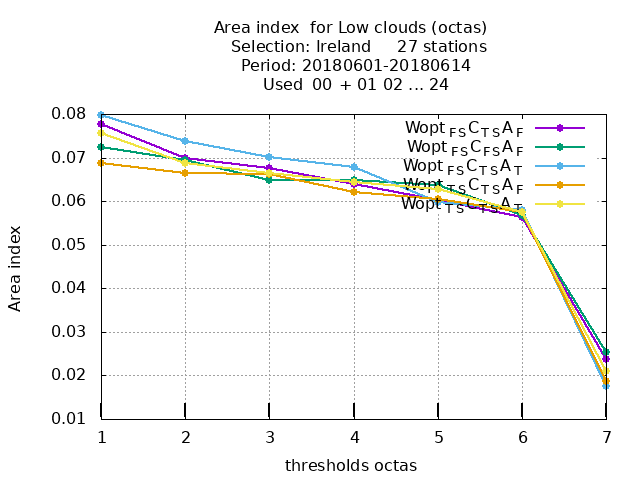 Area index  for Low clouds (octas)
Selection: Ireland     27 stations
Period: 20180601-20180614
Used  00 + 01 02 ... 24
0.08
0.07
0.06
0.05
0.04
0.03
0.02
0.01
Area index
Wopt FS C TS A F
Wopt FS C FS A F
Wopt FS C TS A T
Wopt TS C TS A F
Wopt TS C TS A T
1 2 3 4 5 6 7
thresholds octas